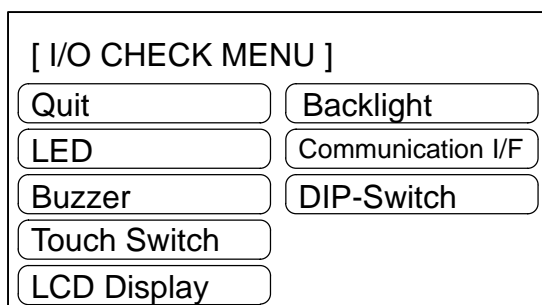 [ I/O CHECK MENU ]
Quit
Backlight
LED
Communication I/F
Buzzer
DIP-Switch
Touch Switch
LCD Display